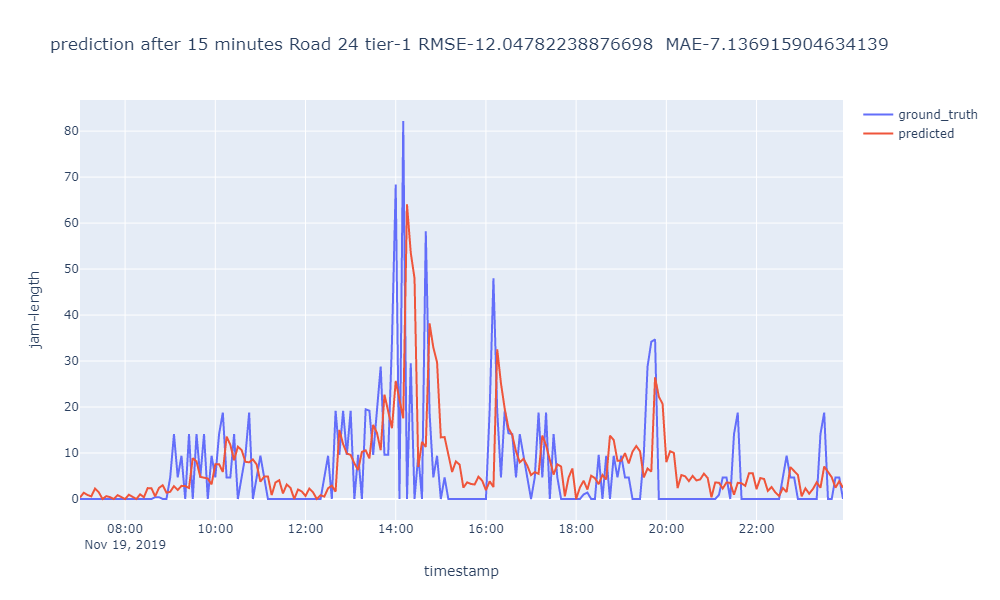 prediction after 15 minutes Road 24 tier-1 RMSE-12.04782238876698  MAE-7.136915904634139
ground_truth
predicted
80
70
60
50
40
30
20
10
0
jam-length
08:00 10:00 12:00 14:00 16:00 18:00 20:00 22:00
Nov 19, 2019
timestamp